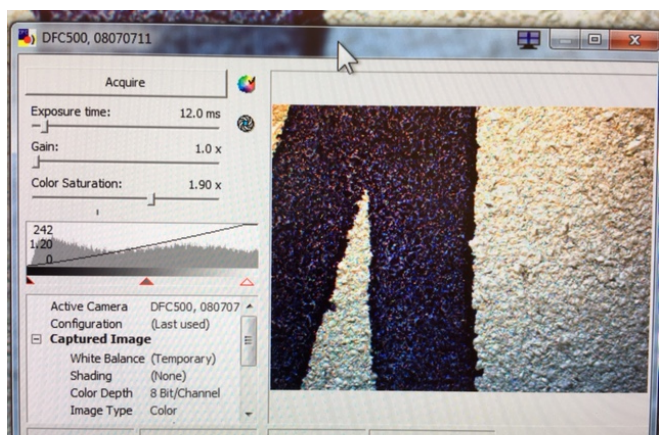 DFC500, 08070711
Acquire
Exposure time: 12.0 ms
Gain: 1.0 x
Color Saturation: 1.90 x
242
1.20
0
Active Camera DFC500, 080707
Configuration (Last used)
Captured Image
White Balance (Temporary)
Shading (None)
Color Depth 8 Bit/Channel
Image Type Color